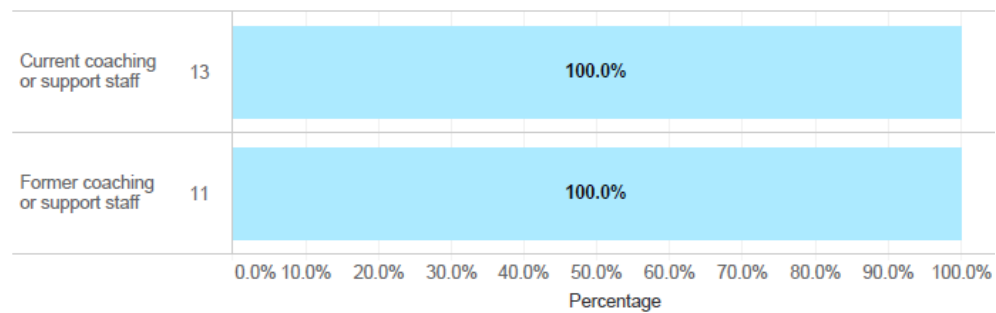 Current coaching
or support staff
13
100.0%
Former coaching
or support staff
11
100.0%
0.0% 10.0% 20.0% 30.0% 40.0% 50.0% 60.0% 70.0% 80.0% 90.0% 100.0%
Percentage